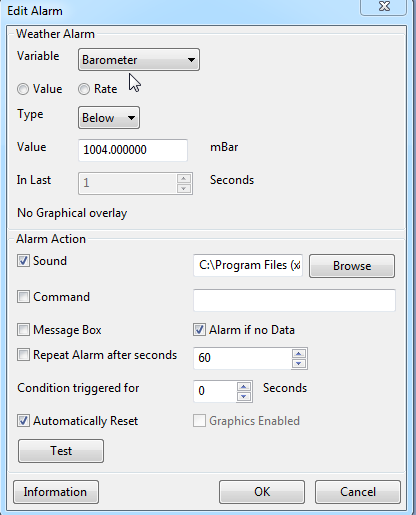 Edit Alarm
Weather Alarm
Variable Barometer
Value Rate
Type Below
Value 1004.000000 mBar
In Last 1 Seconds
No Graphical overlay
Alarm Action
Sound C:\Program Files (x Browse
Command
Message Box Alarm if no Data
Repeat Alarm after seconds 60
Condition triggered for 0 Seconds
Automatically Reset Graphics Enabled
Test
Information OK Cancel